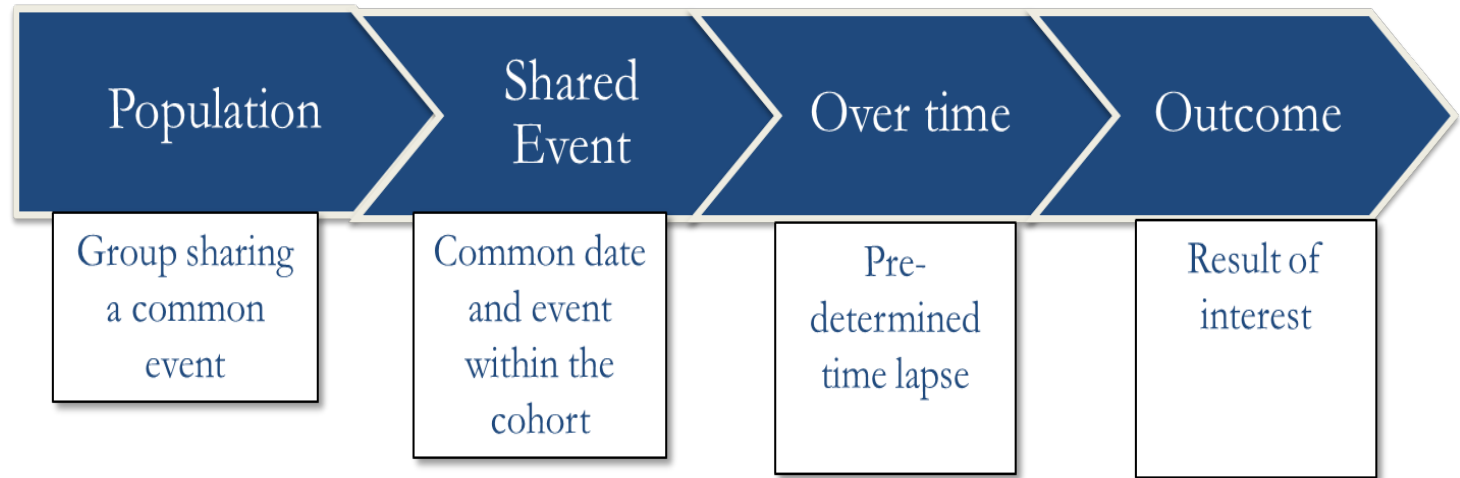 Population
Shared
Event
Over time
Outcome
Group sharing
a common
event
Common date
and event
within the
cohort
Pre-
determined
time lapse
Result of
interest